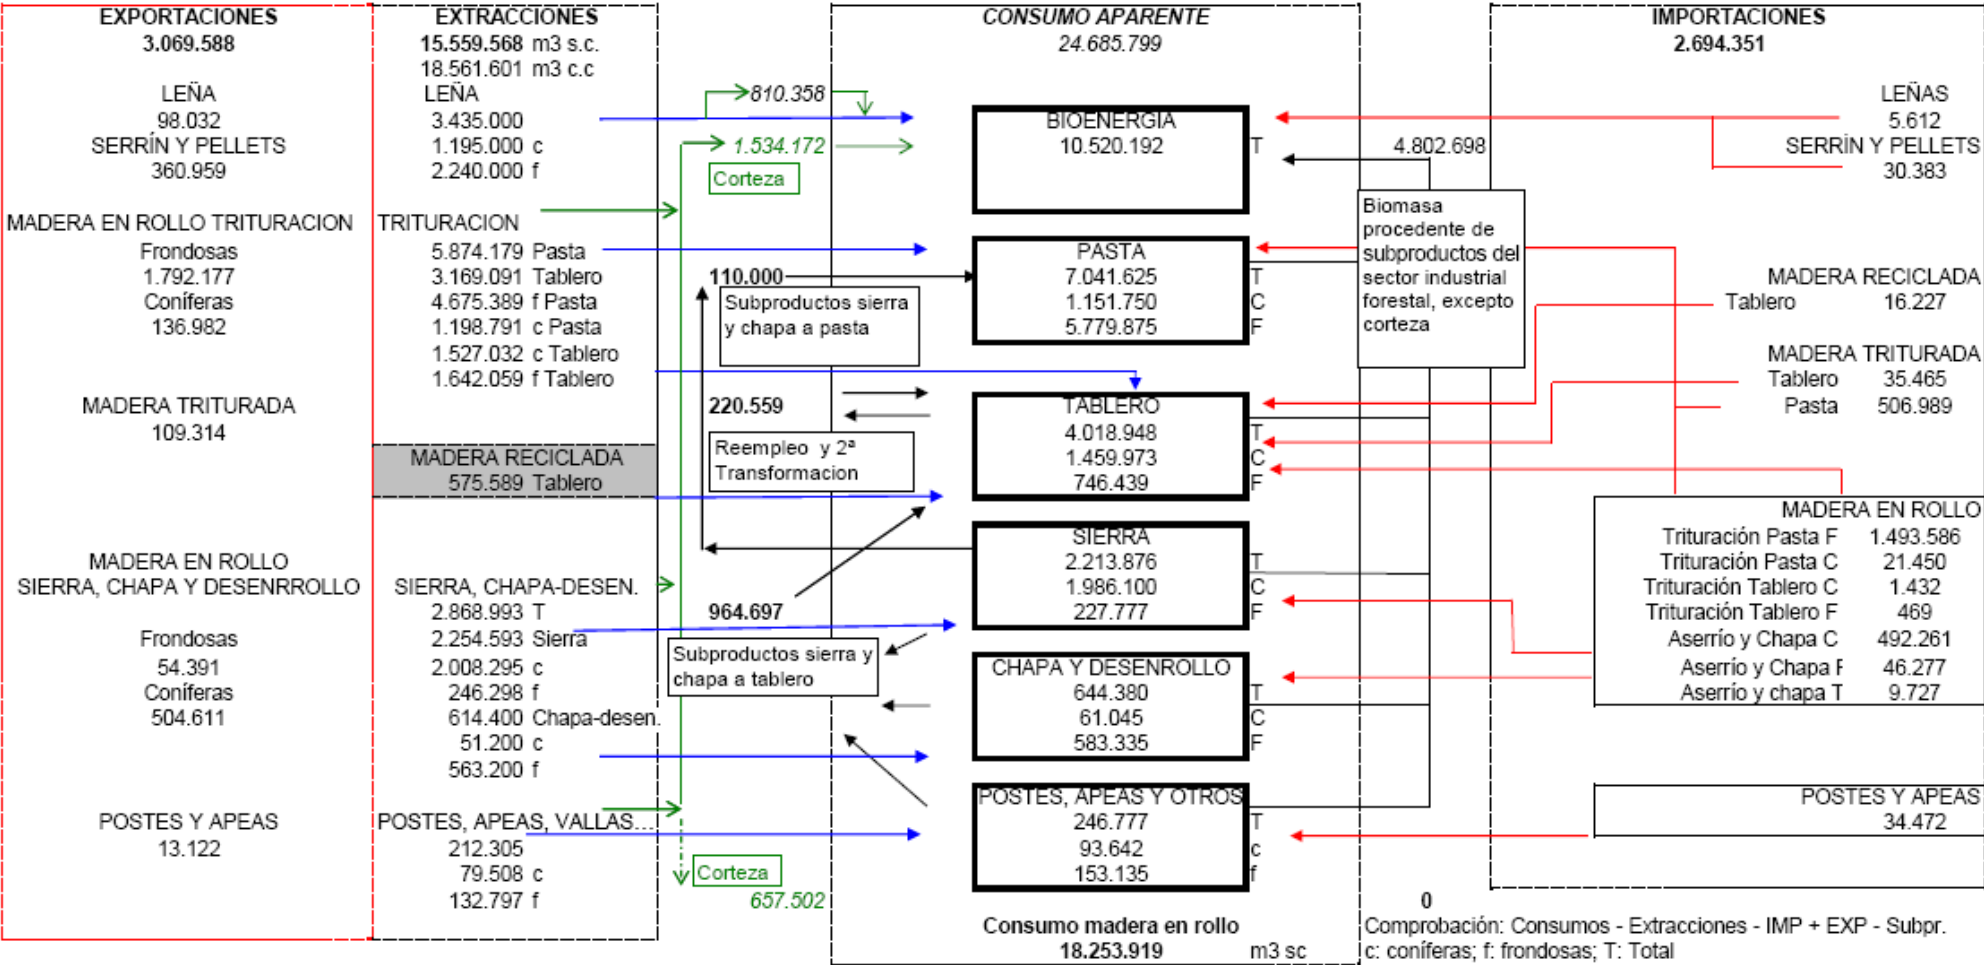 EXPORTACIONES
3.069.588
LEÑA
98.032
SERRÍN Y PELLETS
360.959
MADERA EN ROLLO TRITURACION
Frondosas
1.792.177
Coníferas
136.982
MADERA TRITURADA
109.314
MADERA EN ROLLO
SIERRA, CHAPA Y DESENRROLLO
Frondosas
54.391
Coníferas
504.611
POSTES Y APEAS
13.122
EXTRACCIONES
15.559.568 m3 s.c.
18.561.601 m3 c.c
LEÑA
3.435.000
1.195.000 c
2.240.000 f
TRITURACION
5.874.179 Pasta
3.169.091 Tablero
4.675.389 f Pasta
1.198.791 c Pasta
1.527.032 c Tablero
1.642.059 f Tablero
MADERA RECICLADA
575.589 Tablero
SIERRA, CHAPA-DESEN.
2.868.993 T
2.254.593 Sierra
2.008.295 c
246.298 f
614.400 Chapa-desen.
51.200 c
563.200 f
POSTES, APEAS, VALLAS...
212.305
79.508 c
132.797 f
810.358
1.534.172
Corteza
110.000
Subproductos sierra
y chapa a pasta
220.559
Reempleo y 2ª
Transformacion
964.697
Subproductos sierra y
chapa a tablero
Corteza
657.502
CONSUMO APARENTE
24.685.799
BIOENERGIA
10.520.192 T
PASTA
7.041.625 T
1.151.750 C
5.779.875 F
TABLERO
4.018.948 T
1.459.973 C
746.439 F
SIERRA
2.213.876 T
1.986.100 C
227.777 F
CHAPA Y DESENROLLO
644.380 T
61.045 C
583.335 F
POSTES, APEAS Y OTROS
246.777 T
93.642 c
153.135 f
Consumo madera en rollo
18.253.919 m3 sc
4.802.698
Biomasa
procedente de
subproductos del
sector industrial
forestal, excepto
corteza
IMPORTACIONES
2.694.351
LEÑAS
5.612
SERRÍN Y PELLETS
30.383
MADERA RECICLADA
Tablero 16.227
MADERA TRITURADA
Tablero 35.465
Pasta 506.989
MADERA EN ROLLO
Trituración Pasta F 1.493.586
Trituración Pasta C 21.450
Trituración Tablero C 1.432
Trituración Tablero F 469
Aserrío y Chapa C 492.261
Aserrío y Chapa F 46.277
Aserrío y chapa T 9.727
POSTES Y APEAS
34.472
0
Comprobación: Consumos - Extracciones - IMP + EXP - Subpr.
c: coníferas; f: frondosas; T: Total